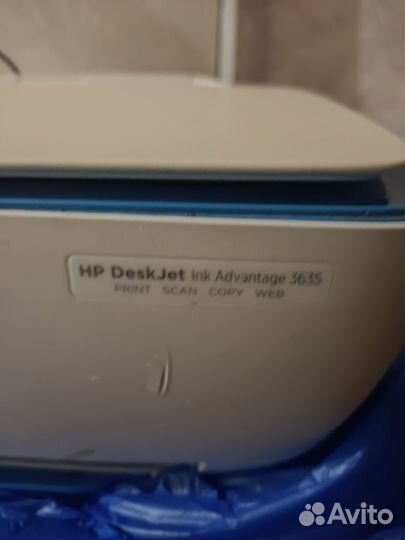 HP DeskJet Ink Advantage 3635
PRINT SCAN COPY WEB
Avito